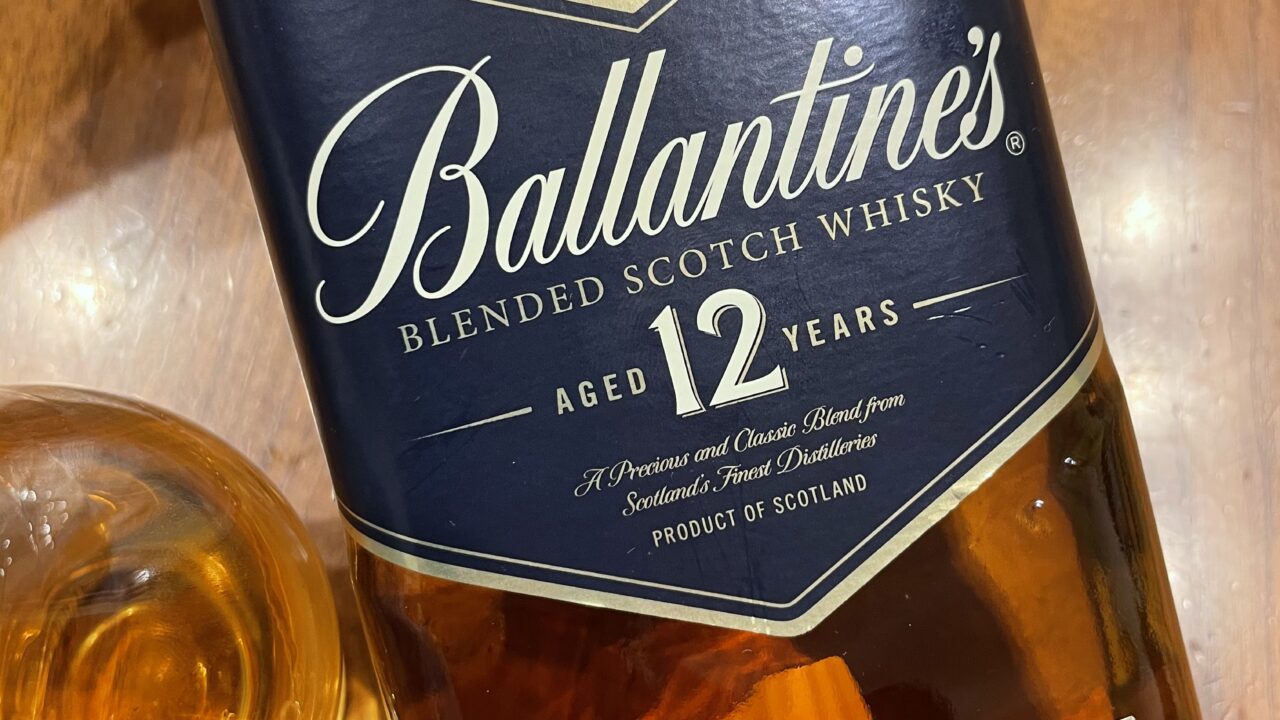 Ballantine's®
BLENDED SCOTCH WHISKY
AGED 12 YEARS
A Precious and Classic Blend from
Scotland's Finest Distilleries
PRODUCT OF SCOTLAND